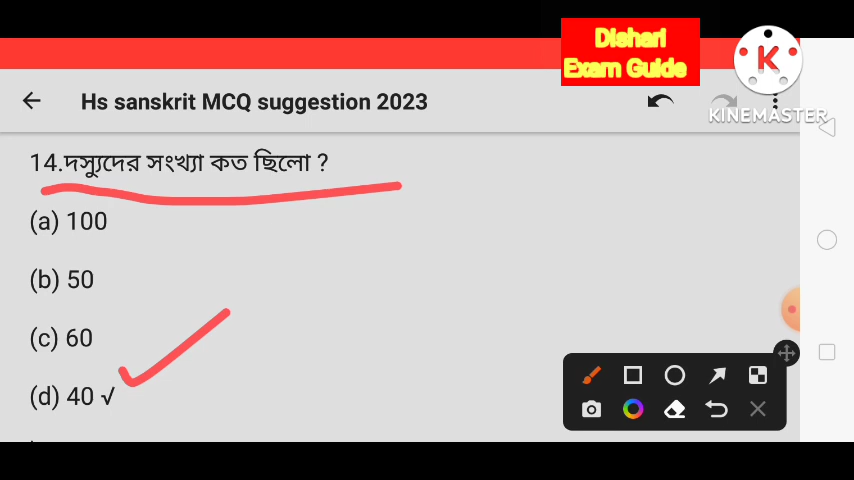 Dishari
Exam Guide
KINEMASTER
Hs sanskrit MCQ suggestion 2023
14.দস্যুদের সংখ্যা কত ছিলো ?
(a) 100
(b) 50
(c) 60
(d) 40 √